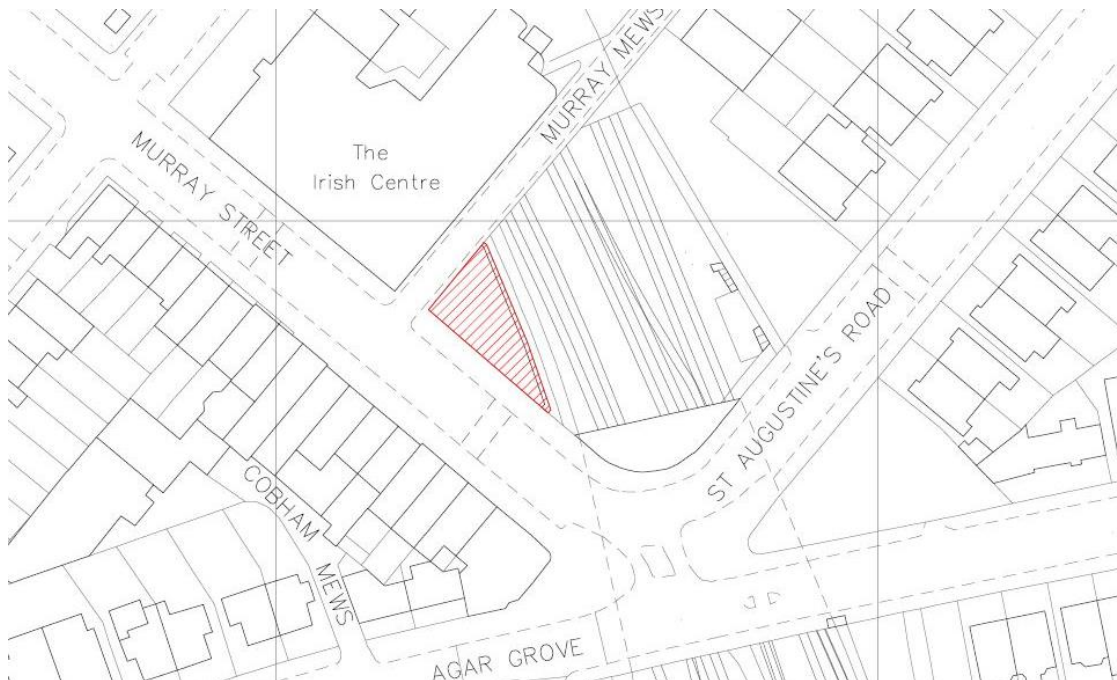 MURRAY MEWS
MURRAY STREET
The
Irish Centre
ST AUGUSTINE'S ROAD
COBHAM MEWS
AGAR GROVE